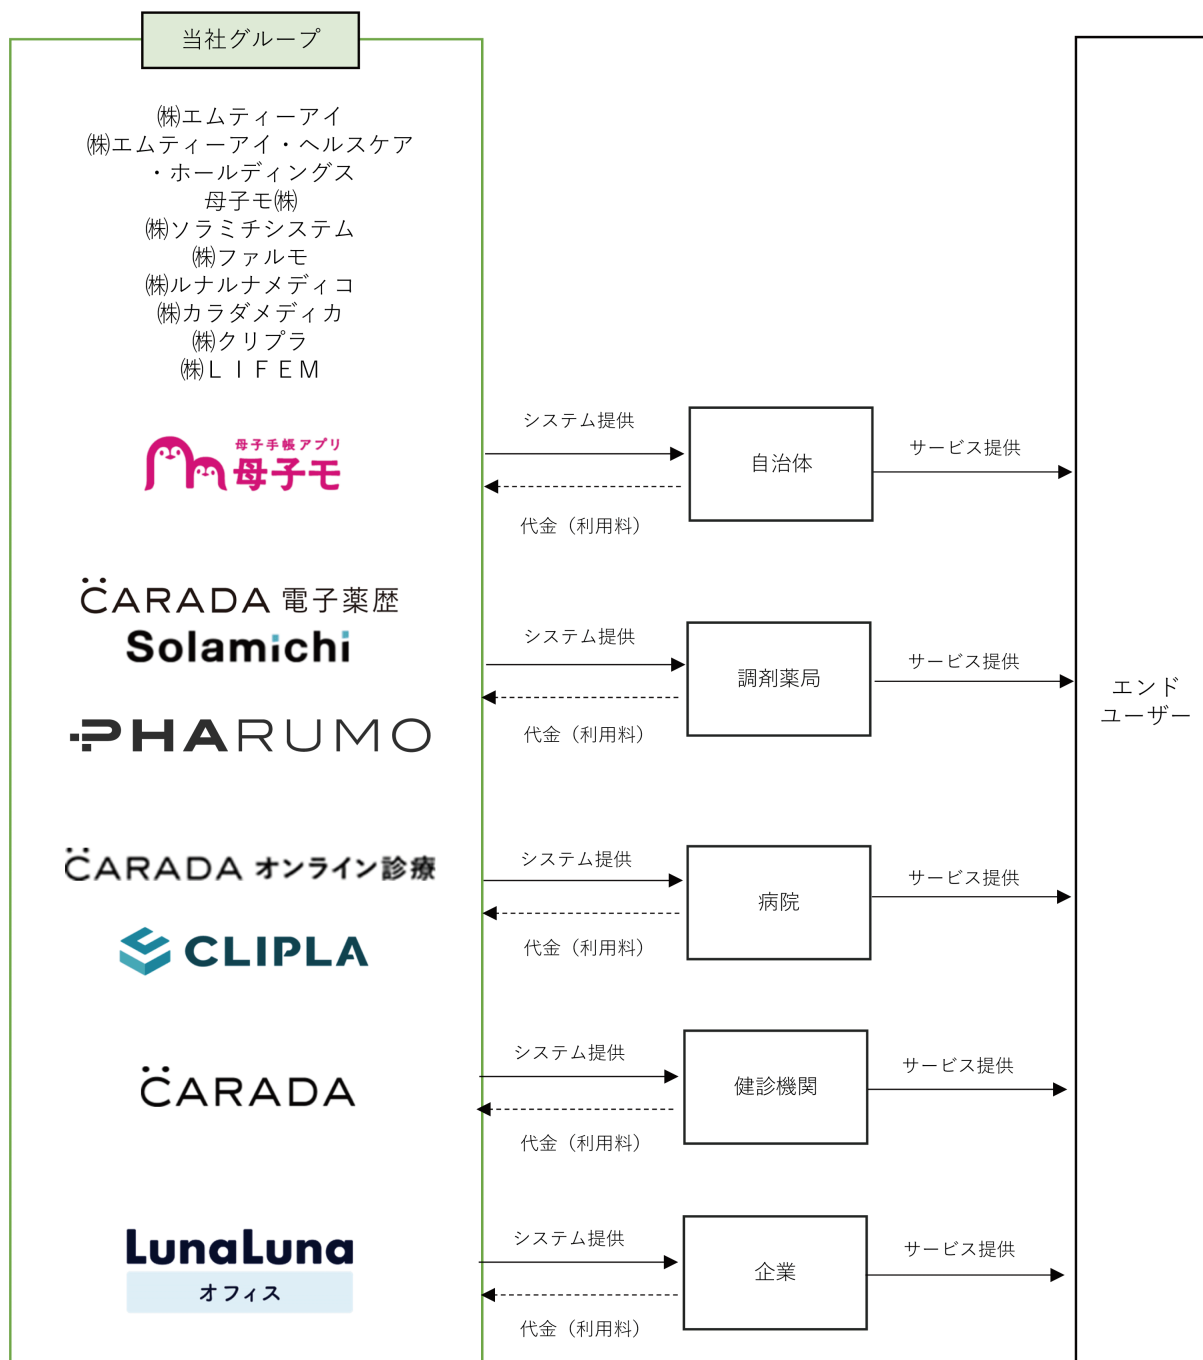 当社グループ
㈱エムティーアイ
㈱エムティーアイ・ヘルスケア
・ホールディングス
母子モ㈱
㈱ソラミチシステム
㈱ファルモ
㈱ルナルナメディコ
㈱カラダメディカ
㈱クリプラ
㈱ＬＩＦＥＭ
母子手帳アプリ
母子モ
システム提供
代金（利用料）
自治体
サービス提供
CARADA 電子薬歴
Solamichi
PHARUMO
システム提供
代金（利用料）
調剤薬局
サービス提供
エンド
ユーザー
CARADA オンライン診療
CLIPLA
システム提供
代金（利用料）
病院
サービス提供
CARADA
システム提供
代金（利用料）
健診機関
サービス提供
LunaLuna
オフィス
システム提供
代金（利用料）
企業
サービス提供